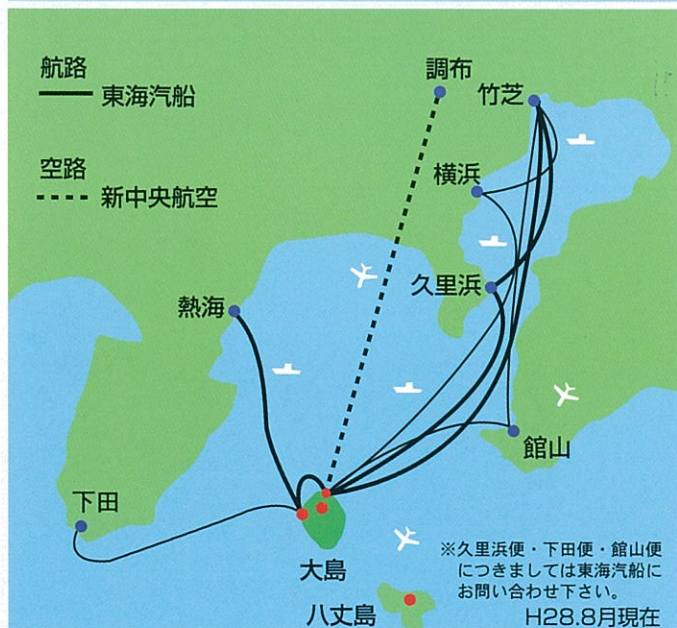 航路
東海汽船
空路
新中央航空
調布
竹芝
横浜
久里浜
熱海
館山
下田
大島
八丈島
※久里浜便・下田便・館山便
につきましては東海汽船に
お問い合わせ下さい。
H28.8月現在